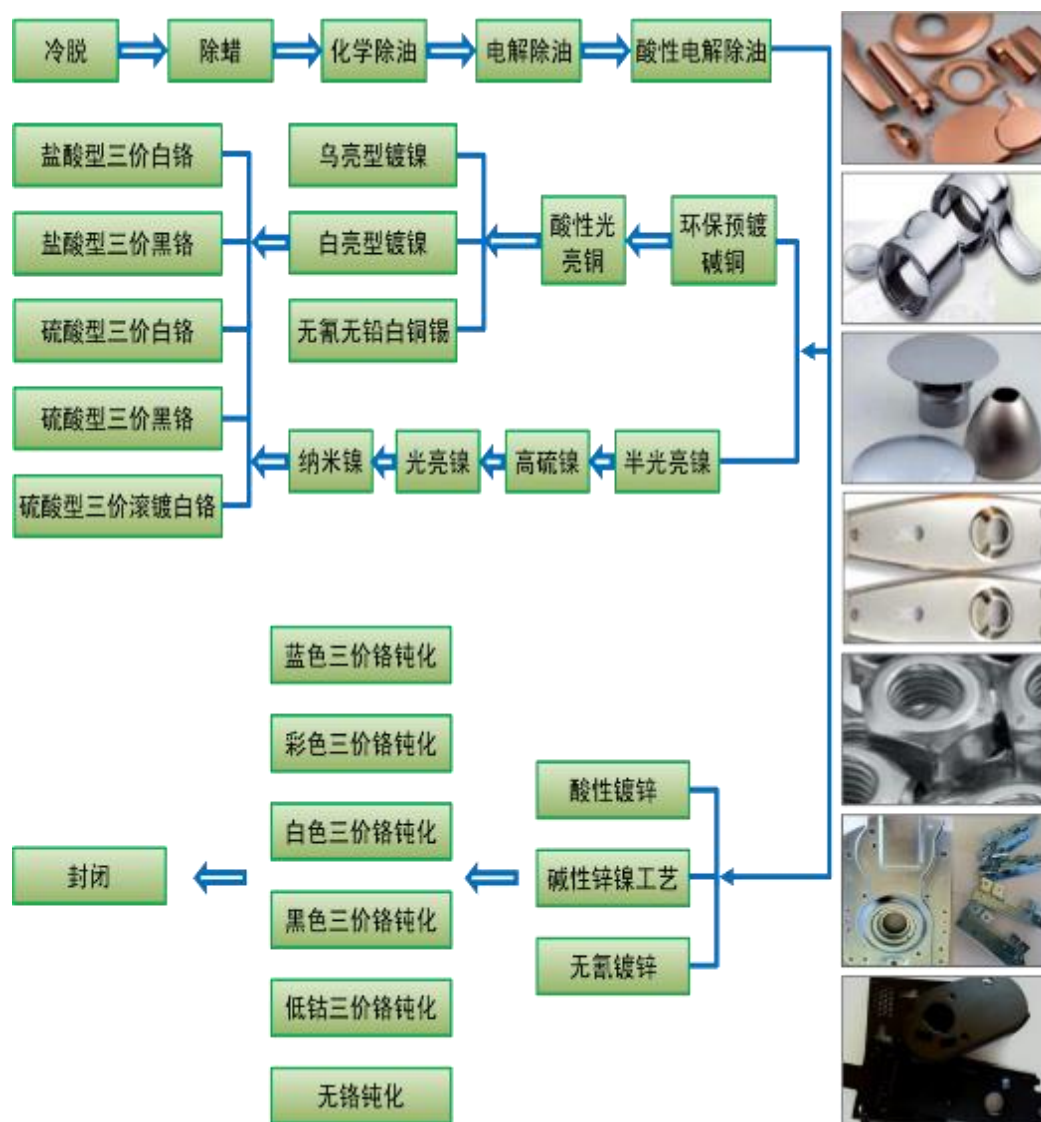 冷脱
除蜡
化学除油
电解除油
酸性电解除油
盐酸型三价白铬
盐酸型三价黑铬
硫酸型三价白铬
硫酸型三价黑铬
硫酸型三价滚镀白铬
乌亮型镀镍
白亮型镀镍
无氰无铅白铜锡
酸性光
亮铜
环保预镀
碱铜
纳米镍
光亮镍
高硫镍
半光亮镍
蓝色三价铬钝化
彩色三价铬钝化
白色三价铬钝化
黑色三价铬钝化
低钴三价铬钝化
无铬钝化
酸性镀锌
碱性锌镍工艺
无氰镀锌
封闭